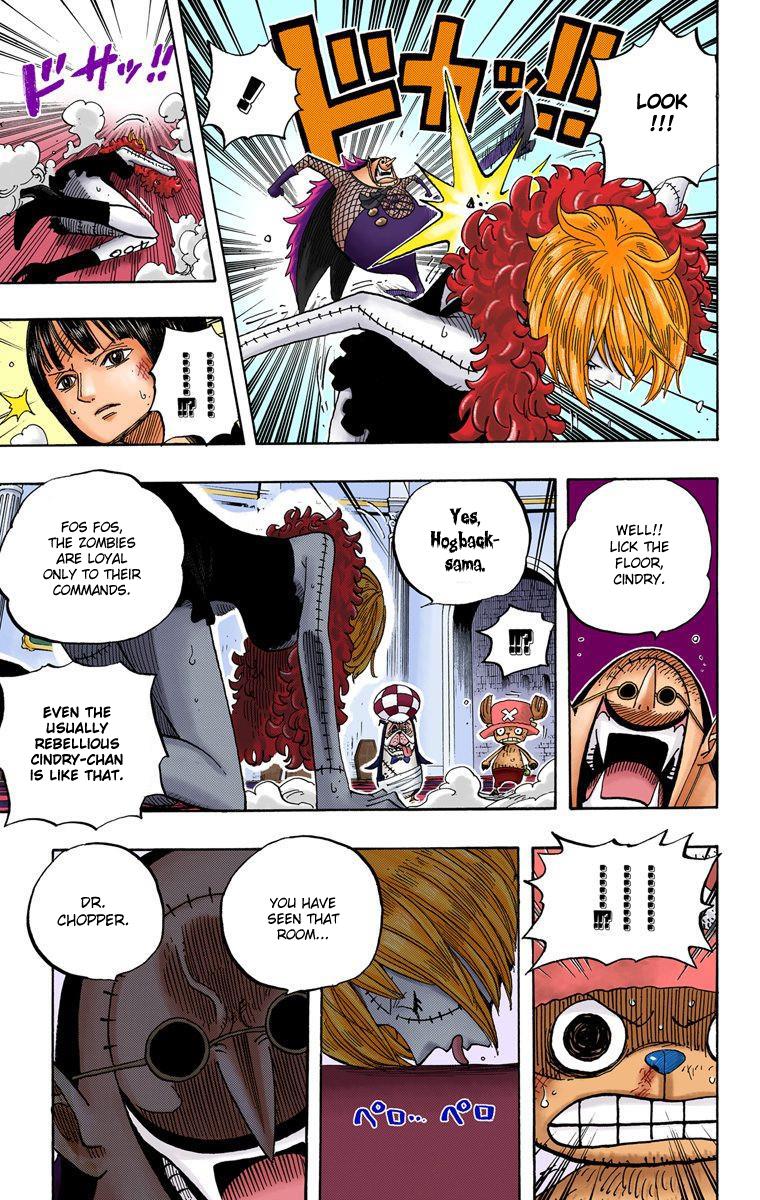 LOOK
!!!
ドカッ!!
!
ドサッ!!
!!?
WELL!!
LICK THE
FLOOR,
CINDRY.
Yes,
Hogback-
sama.
!!?
FOS FOS,
THE ZOMBIES
ARE LOYAL
ONLY TO THEIR
COMMANDS.
EVEN THE
USUALLY
REBELLIOUS
CINDRY-CHAN
IS LIKE THAT.
!!?
YOU HAVE
SEEN THAT
ROOM...
ペロ... ペロ
DR.
CHOPPER.